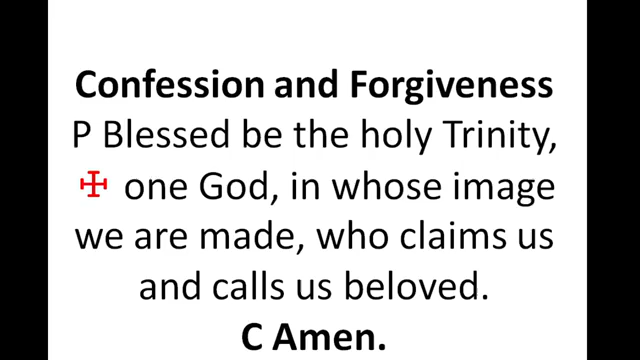 Confession and Forgiveness
P Blessed be the holy Trinity,
☩ one God, in whose image
we are made, who claims us
and calls us beloved.
C Amen.